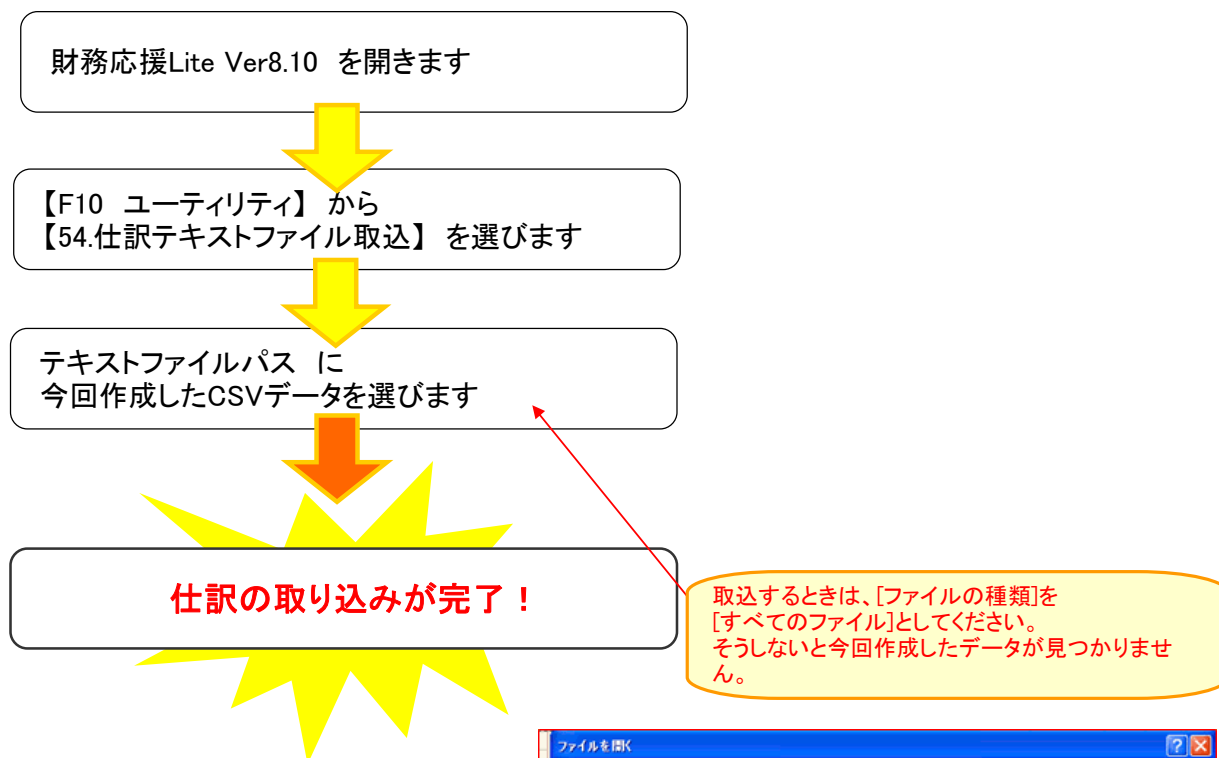 財務応援Lite Ver8.10 を開きます
【F10 ユーティリティ】 から
【54.仕訳テキストファイル取込】 を選びます
テキストファイルパス に
今回作成したCSVデータを選びます
仕訳の取り込みが完了！
取込するときは、[ファイルの種類]を
[すべてのファイル]としてください。
そうしないと今回作成したデータが見つかりませ
ん。
ファイルを開く